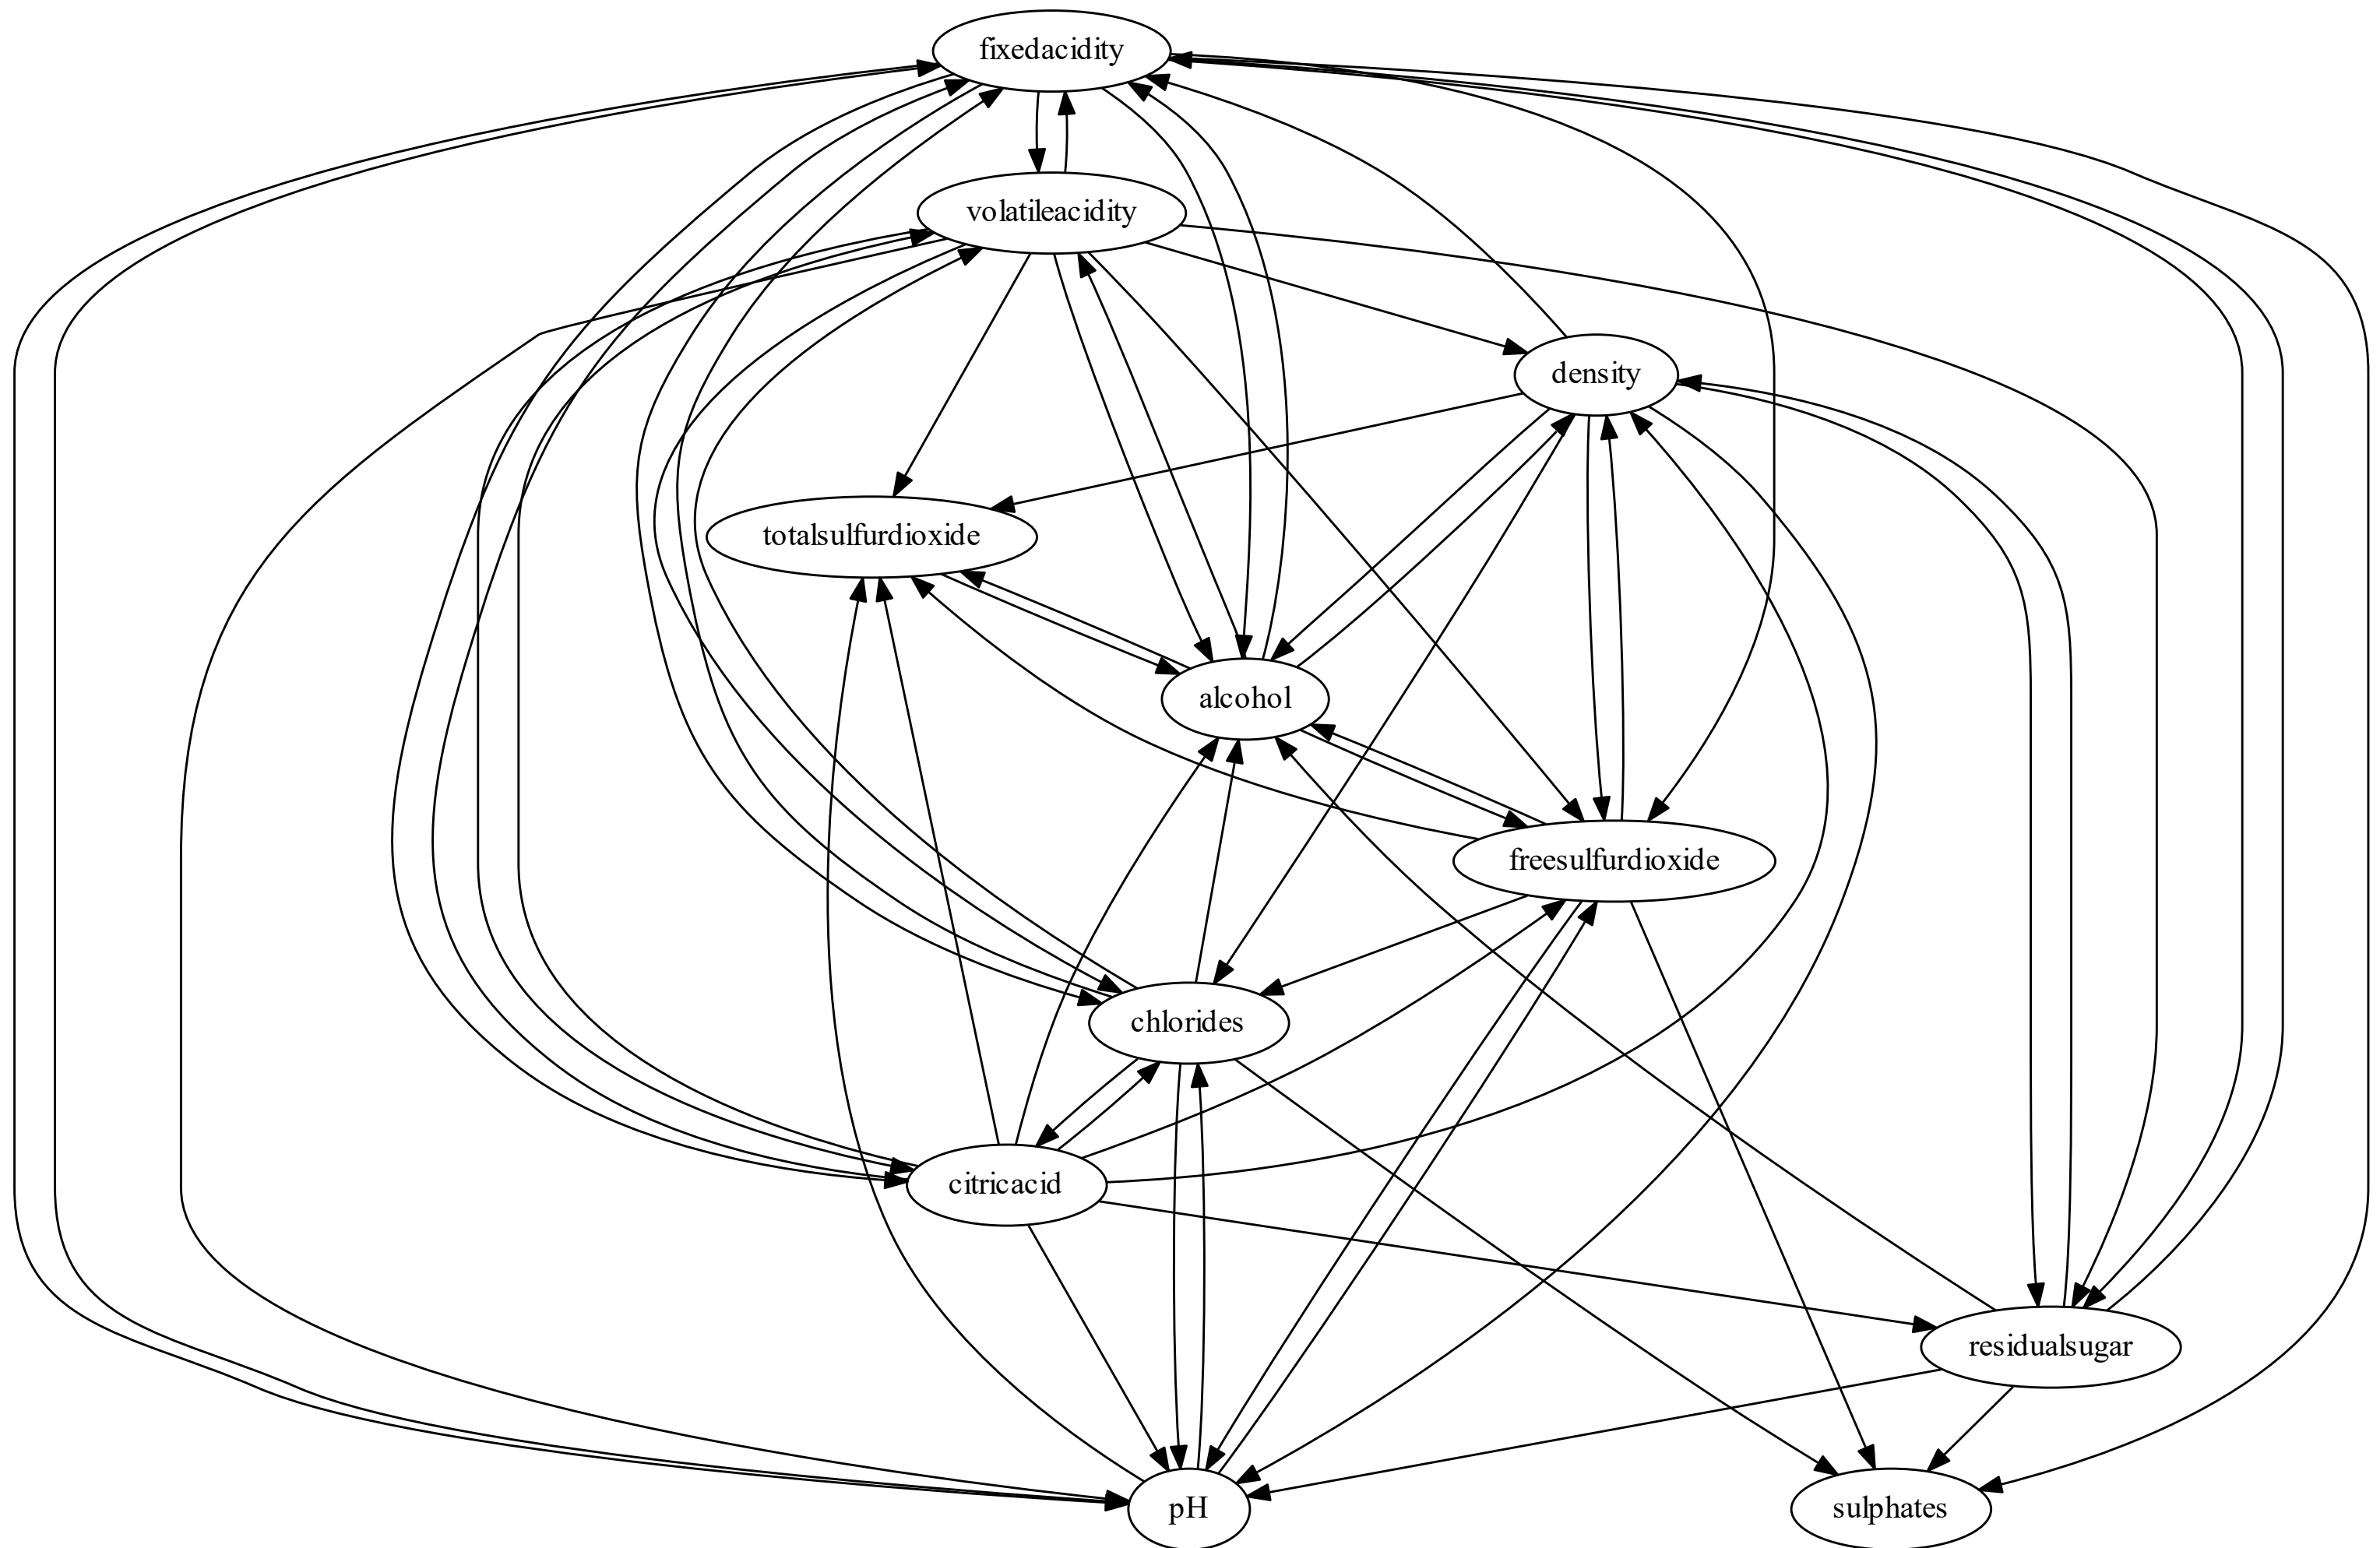 fixedacidity
volatileacidity
density
totalsulfurdioxide
alcohol
freesulfurdioxide
chlorides
citricacid
residualsugar
pH
sulphates